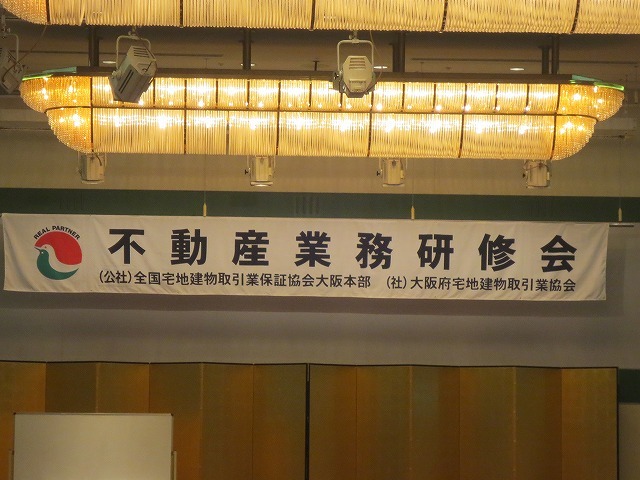 REAL PARTNER
不動産業務研修会
(公社)全国宅地建物取引業保証協会大阪本部 (社)大阪府宅地建物取引業協会